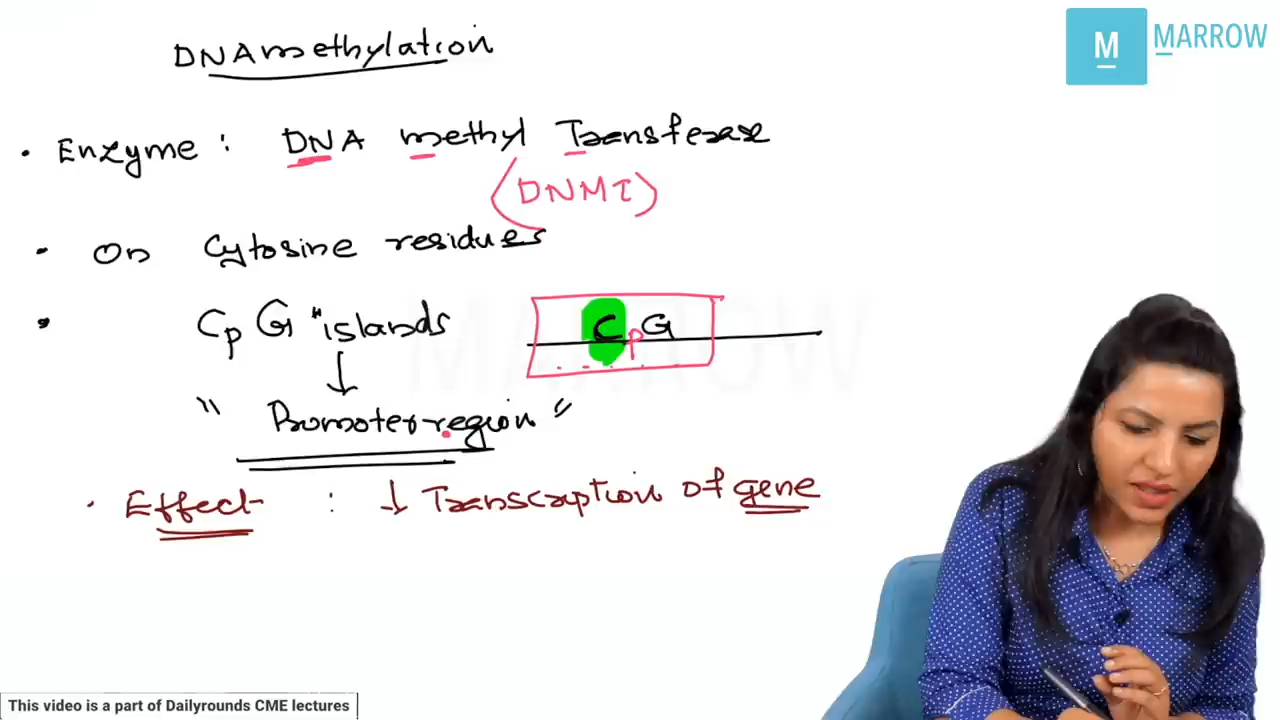 DNA methylation
M MARROW
• Enzyme : DNA methyl Transferase
(DNMT)
• On Cytosine residues
• CpG "islands CpG
MARROW
" Promoter region "
• Effect : ↓ Transcription of gene
This video is a part of Dailyrounds CME lectures